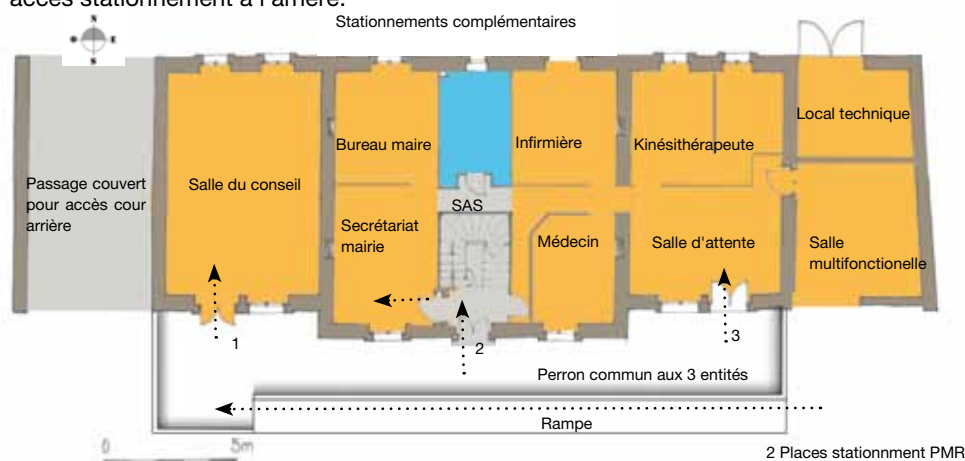 accès stationnement à l'arrière.
Stationnements complémentaires
N
O E
S
Bureau maire
Infirmière
Kinésithérapeute
Local technique
Passage couvert
pour accès cour
arrière
Salle du conseil
SAS
Secrétariat
mairie
Médecin
Salle d'attente
Salle
multifonctionelle
1
2
3
Perron commun aux 3 entités
Rampe
0 5m
2 Places stationnment PMR